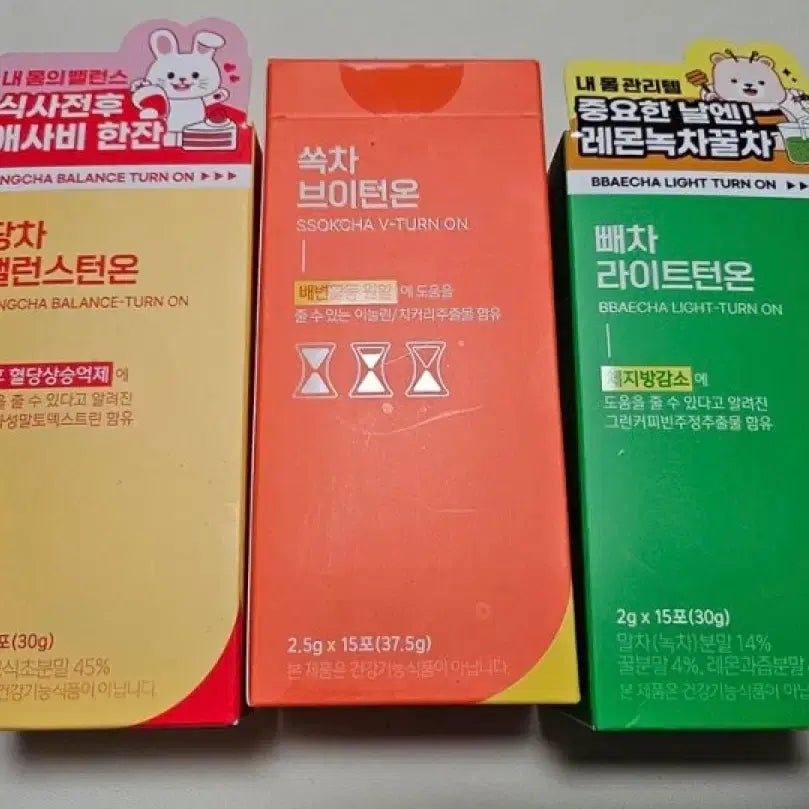 내 몸의 밸런스
식사전후
애사비 한잔
NGCHA BALANCE TURN ON ▶▶▶
당차
밸런스턴온
NGCHA BALANCE-TURN ON
혈당상승억제 에
을 줄 수 있다고 알려진
성말토덱스트린 함유
포(30g)
식초분말 45%
건강기능식품이 아닙니다.
쏙차
브이턴온
SSOKCHA V-TURN ON
배변활동 원활 에 도움을
줄 수 있는 이눌린/치커리추출물 함유
2.5g x 15포(37.5g)
본 제품은 건강기능식품이 아닙니다.
내 몸 관리템
중요한 날엔!
레몬녹차꿀차
BBAECHA LIGHT TURN ON ▶▶
빼차
라이트턴온
BBAECHA LIGHT-TURN ON
체지방감소 에
도움을 줄 수 있다고 알려진
그린커피빈주정추출물 함유
2g x 15포(30g)
말차(녹차)분말 14%
꿀분말 4%, 레몬과즙분말
본 제품은 건강기능식품이 아닙니